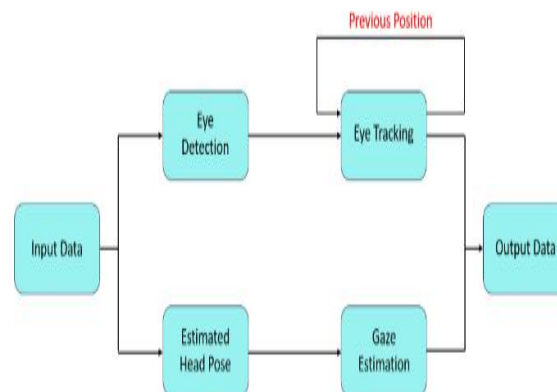 Previous Position
Eye
Detection
Eye Tracking
Input Data
Output Data
Estimated
Head Pose
Gaze
Estimation